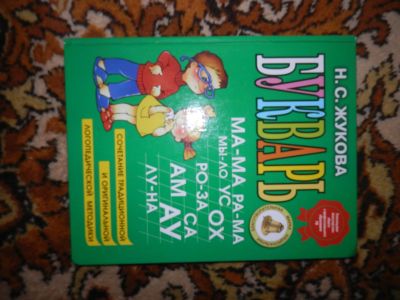 Н. С. ЖУКОВА
БУКВАРЬ
МА-МА РА-МА
МЫ-ЛО УС ОХ
РО-ЗА СА
АМ АУ
ЛУ-НА
СОЧЕТАНИЕ ТРАДИЦИОННОЙ
И ОРИГИНАЛЬНОЙ
ЛОГОПЕДИЧЕСКОЙ МЕТОДИКИ